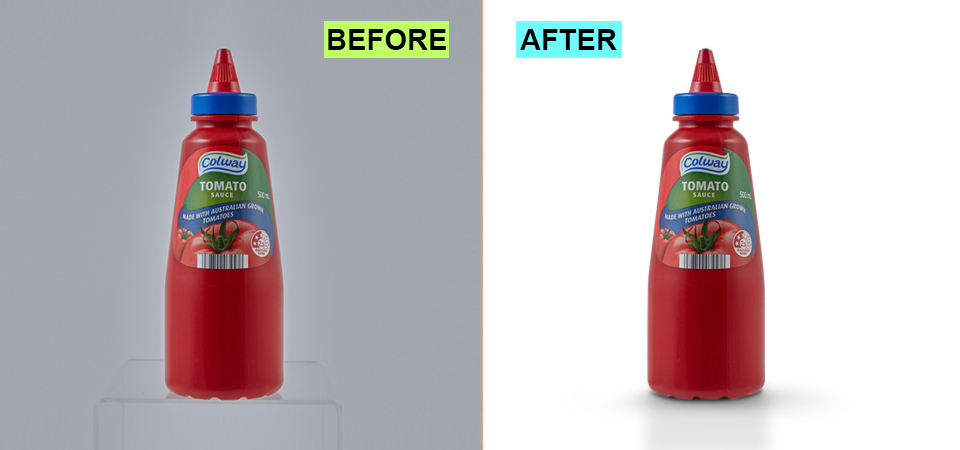 BEFORE
AFTER
Colway
TOMATO
SAUCE
500 mL
MADE WITH AUSTRALIAN GROWN
TOMATOES
Colway
TOMATO
SAUCE
500 mL
MADE WITH AUSTRALIAN GROWN
TOMATOES